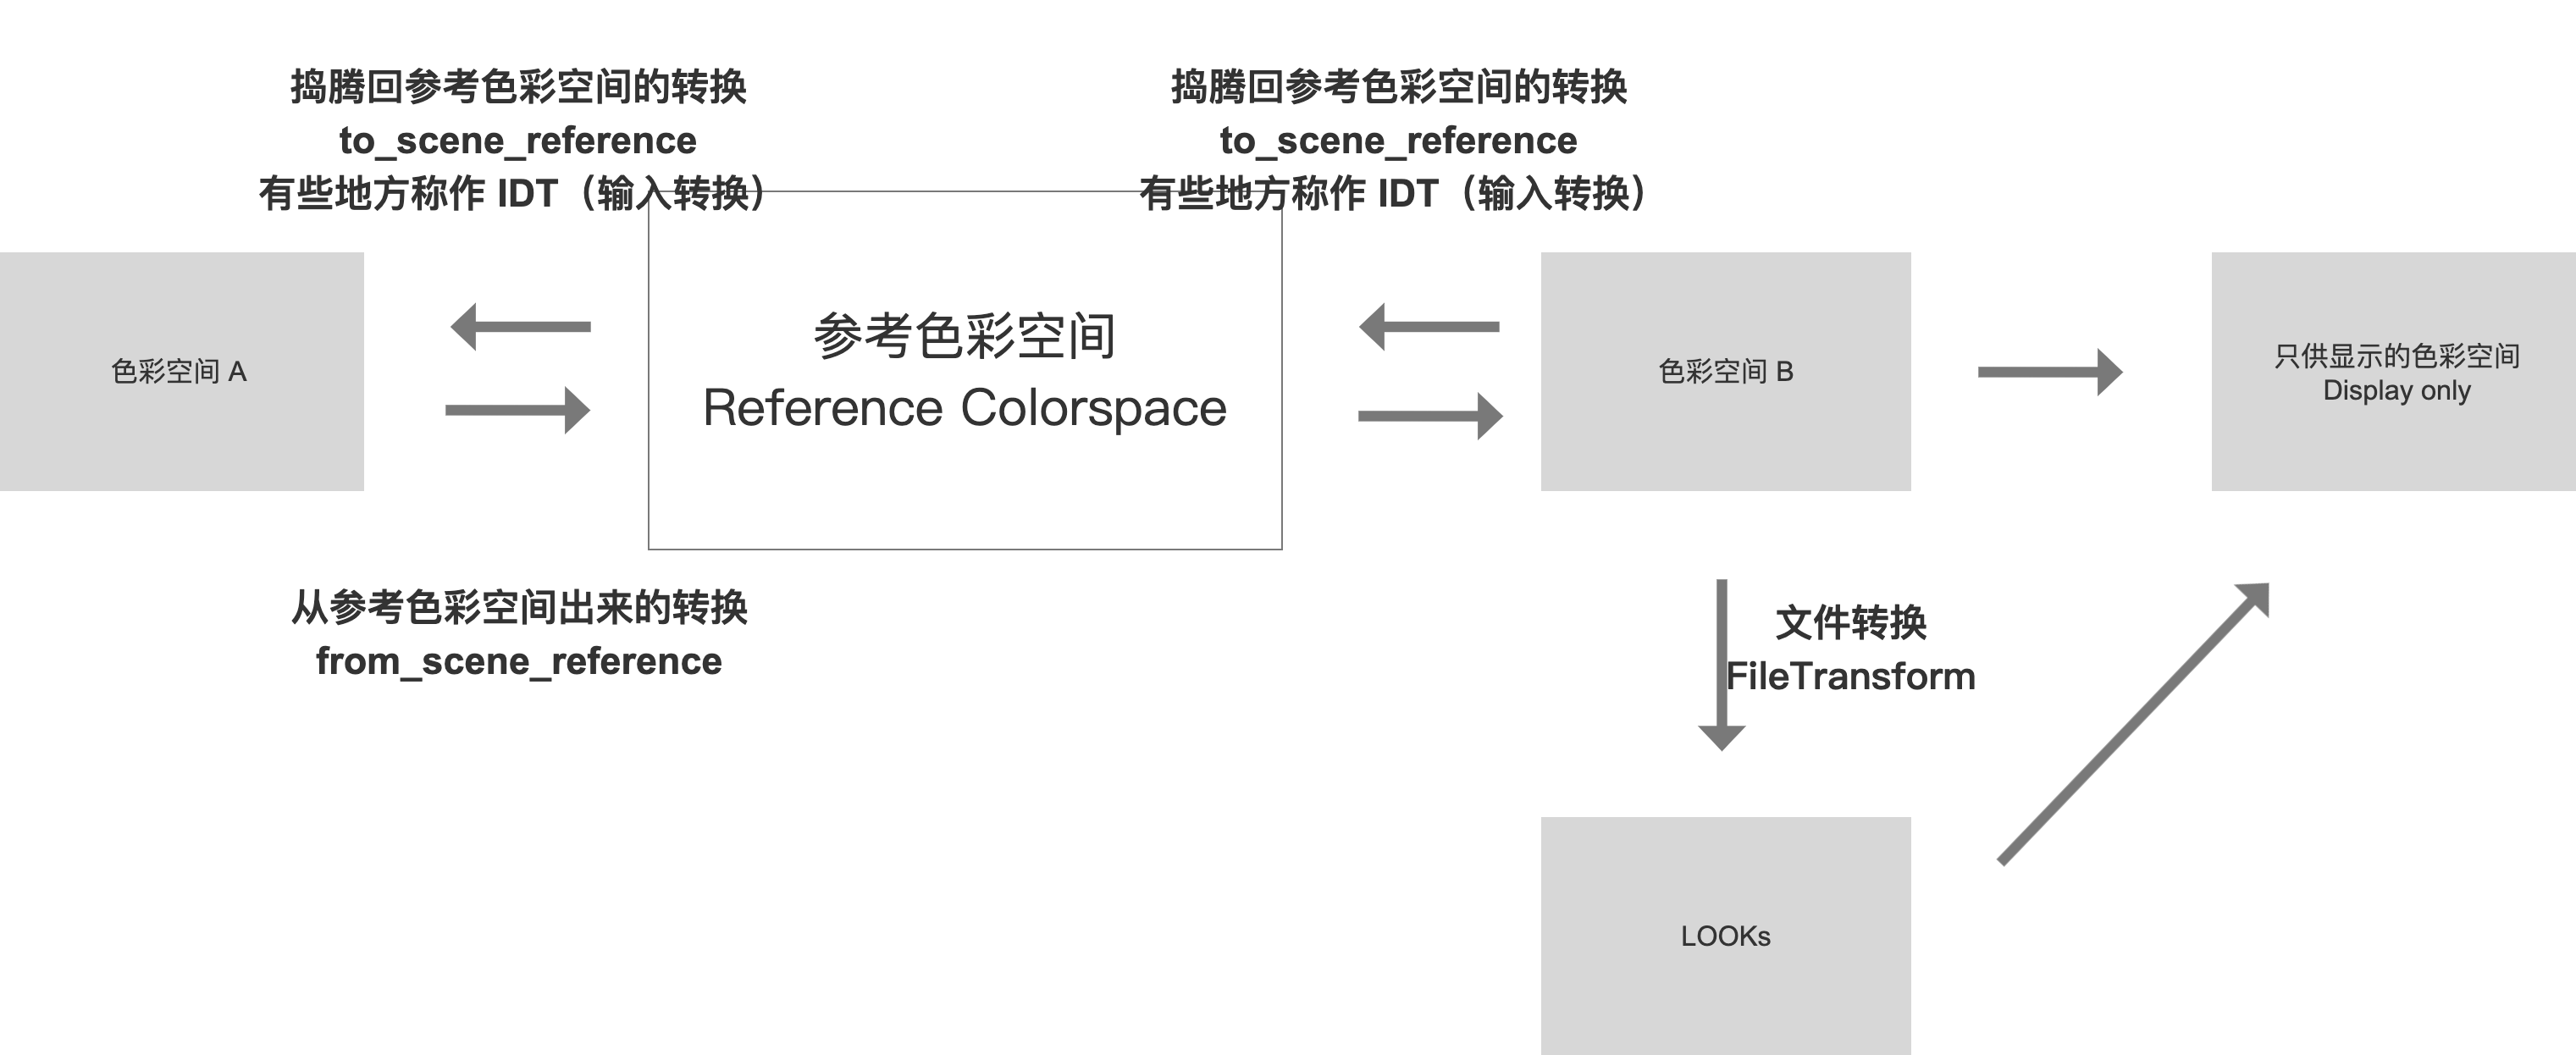 捣腾回参考色彩空间的转换
to_scene_reference
有些地方称作 IDT（输入转换）
捣腾回参考色彩空间的转换
to_scene_reference
有些地方称作 IDT（输入转换）
色彩空间 A
参考色彩空间
Reference Colorspace
色彩空间 B
只供显示的色彩空间
Display only
从参考色彩空间出来的转换
from_scene_reference
文件转换
FileTransform
LOOKs